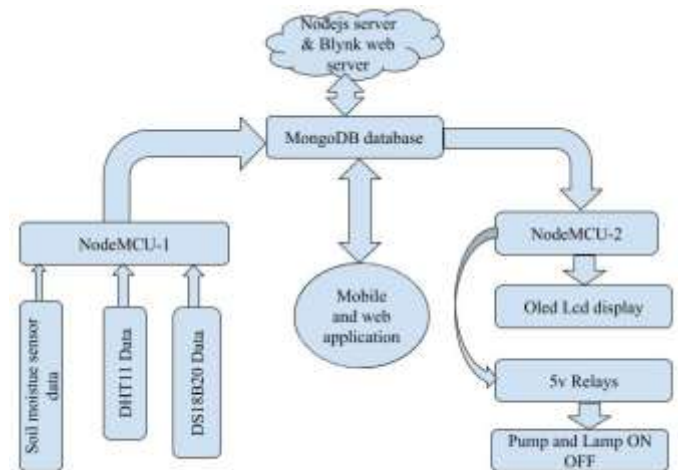 Nodejs server
& Blynk web
server
MongoDB database
NodeMCU-1
NodeMCU-2
Soil moistue sensor
data
DHT11 Data
DS18B20 Data
Mobile
and web
application
Oled Lcd display
5v Relays
Pump and Lamp ON
OFF